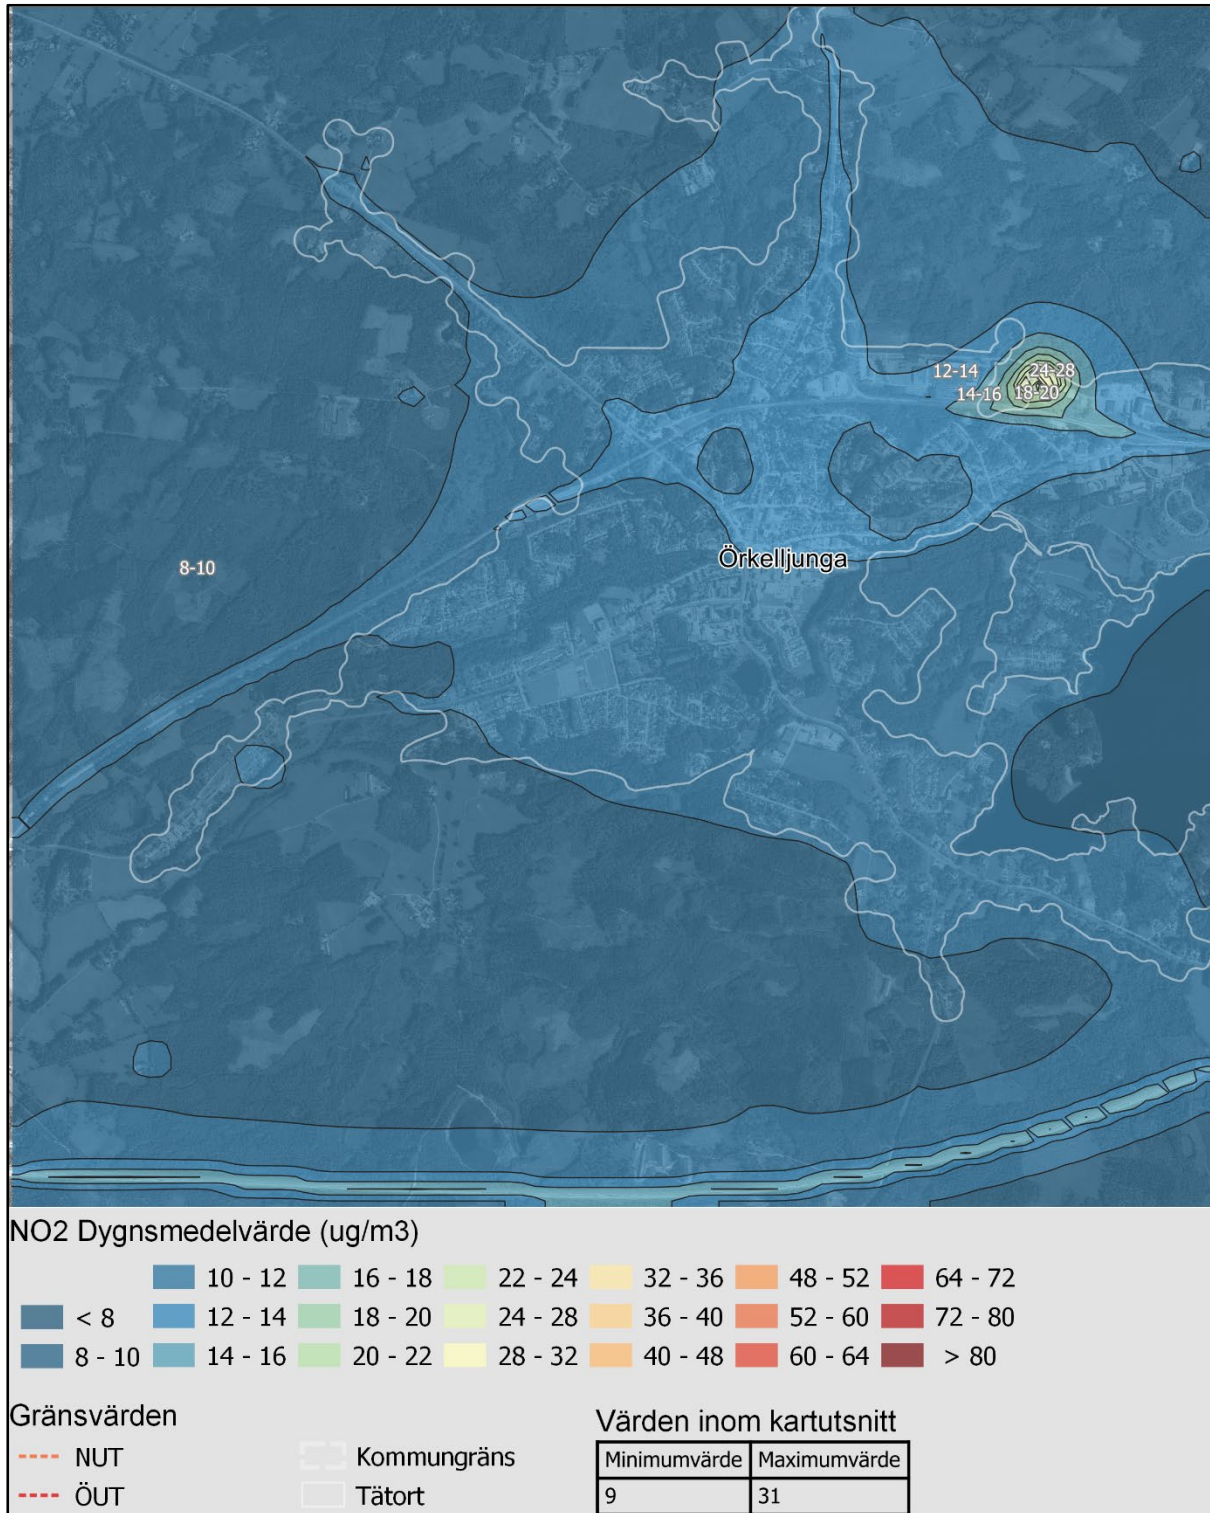 12-14
24-28
14-16
18-20
Örkelljunga
8-10
NO2 Dygnsmedelvärde (ug/m3)
10 - 12 16 - 18 22 - 24 32 - 36 48 - 52 64 - 72
< 8 12 - 14 18 - 20 24 - 28 36 - 40 52 - 60 72 - 80
8 - 10 14 - 16 20 - 22 28 - 32 40 - 48 60 - 64 > 80
Gränsvärden
NUT Kommungräns
ÖUT Tätort
Värden inom kartutsnitt
Minimumvärde Maximumvärde
9 31